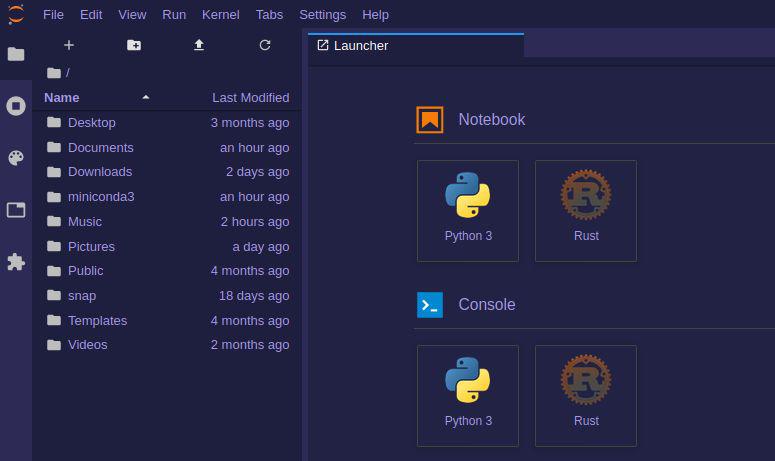 File Edit View Run Kernel Tabs Settings Help
Launcher
/
Name Last Modified
Desktop 3 months ago
Documents an hour ago
Downloads 2 days ago
miniconda3 an hour ago
Music 2 hours ago
Pictures a day ago
Public 4 months ago
snap 18 days ago
Templates 4 months ago
Videos 2 months ago
Notebook
Python 3 Rust
Console
Python 3 Rust